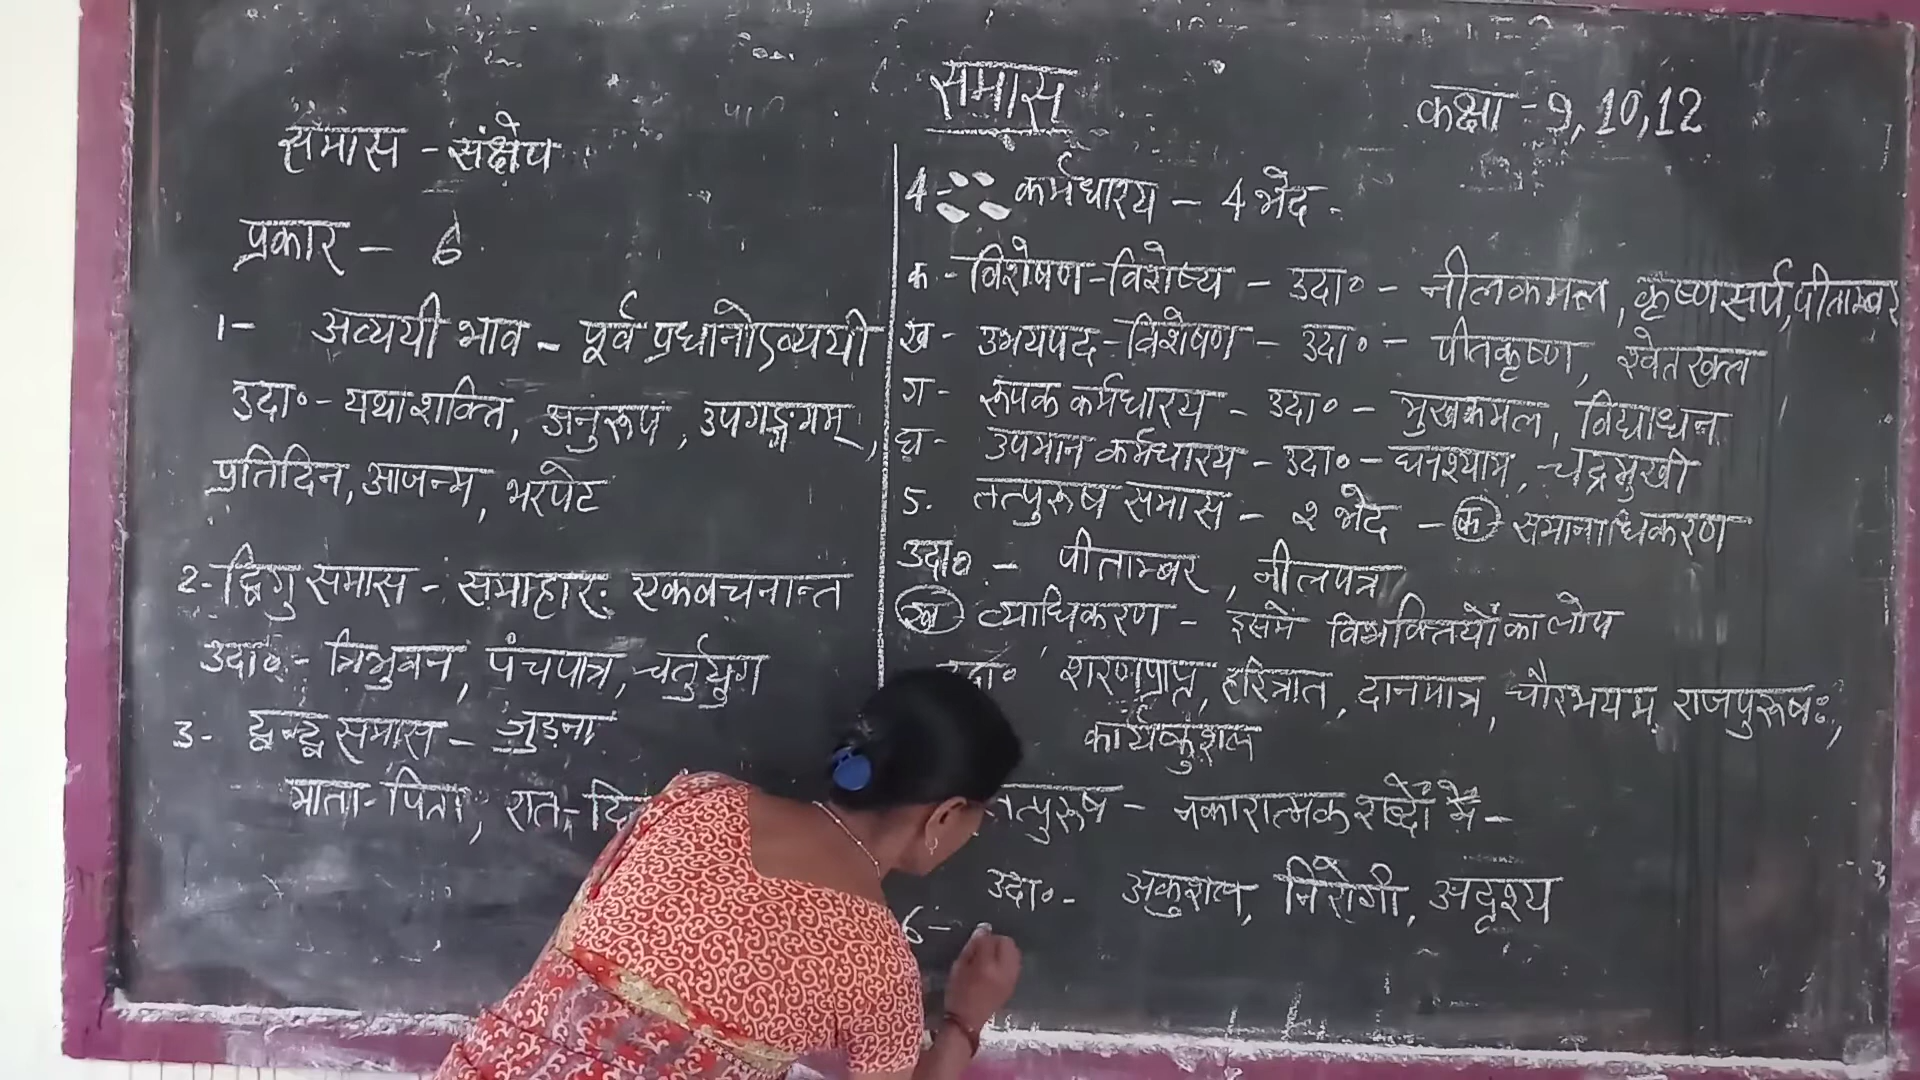 समास
कक्षा - 9, 10, 12
समास - संक्षेप
प्रकार - 6
1- अव्ययी भाव - पूर्व प्रधानोऽव्ययी
उदा० - यथाशक्ति, अनुरूपं, उपगङ्गम्,
प्रतिदिन, आजन्म, भरपेट
2- द्विगु समास - समाहारः एकवचनान्त
उदा० - त्रिभुवन, पंचपात्र, चतुर्युग
3- द्वन्द्व समास - जुड़ना
माता-पिता, रात-दि
4- कर्मधारय - 4 भेद -
क - विशेषण-विशेष्य - उदा० - नीलकमल, कृष्णसर्प, पीताम्बर
ख - उभयपद-विशेषण - उदा० - पीतकृष्ण, श्वेतरक्त
ग - रूपक कर्मधारय - उदा० - मुखकमल, विद्याधन
घ - उपमान कर्मधारय - उदा० - घनश्याम, चंद्रमुखी
5. तत्पुरूष समास - २ भेद - क समानाधिकरण
उदा० - पीताम्बर, नीलपत्र
ख व्याधिकरण - इसमें विभक्तियों का लोप
उदा० शरणप्राप्त, हरित्रात, दानपात्र, चौरभयम, राजपुरूषः,
कार्यकुशल
तत्पुरूष - नकारात्मक शब्दों में -
उदा० - अकुशल, निरोगी, अदृश्य
6-